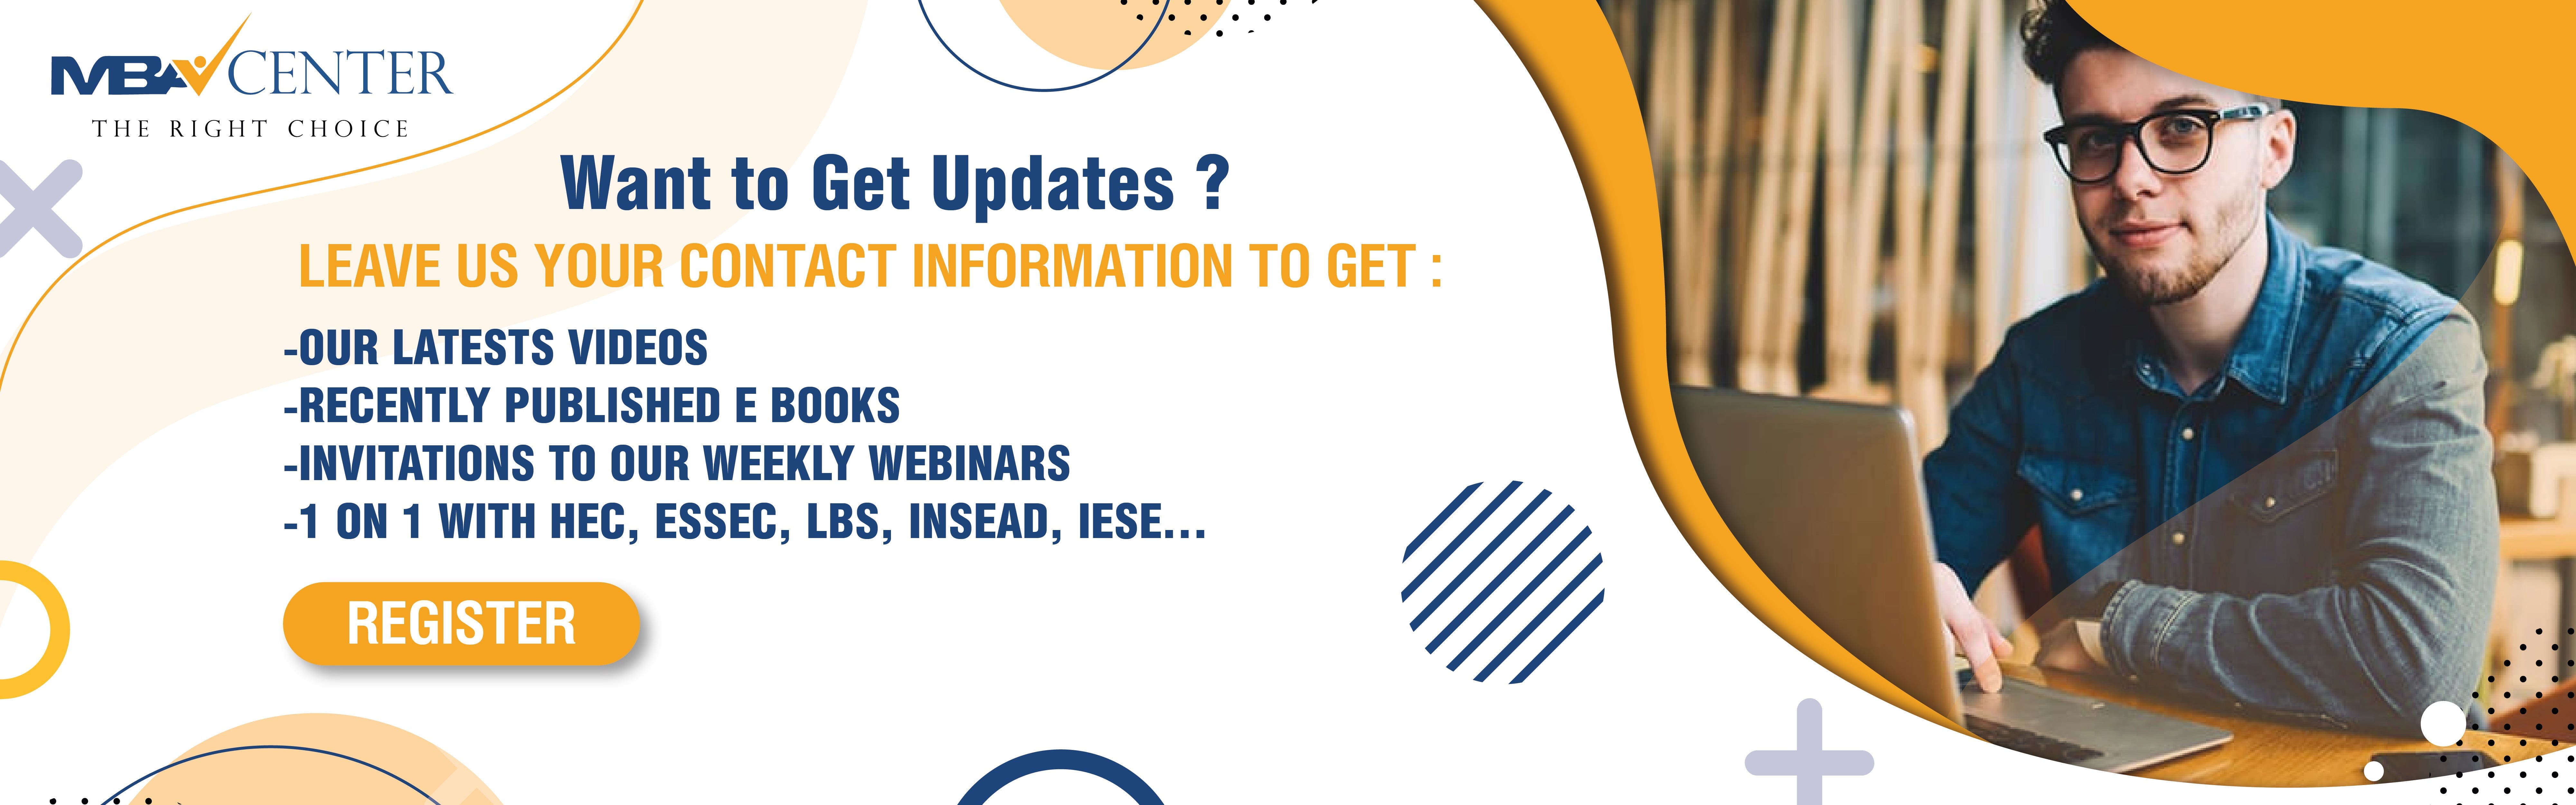 MBA CENTER
THE RIGHT CHOICE
Want to Get Updates ?
LEAVE US YOUR CONTACT INFORMATION TO GET :
-OUR LATESTS VIDEOS
-RECENTLY PUBLISHED E BOOKS
-INVITATIONS TO OUR WEEKLY WEBINARS
-1 ON 1 WITH HEC, ESSEC, LBS, INSEAD, IESE...
REGISTER